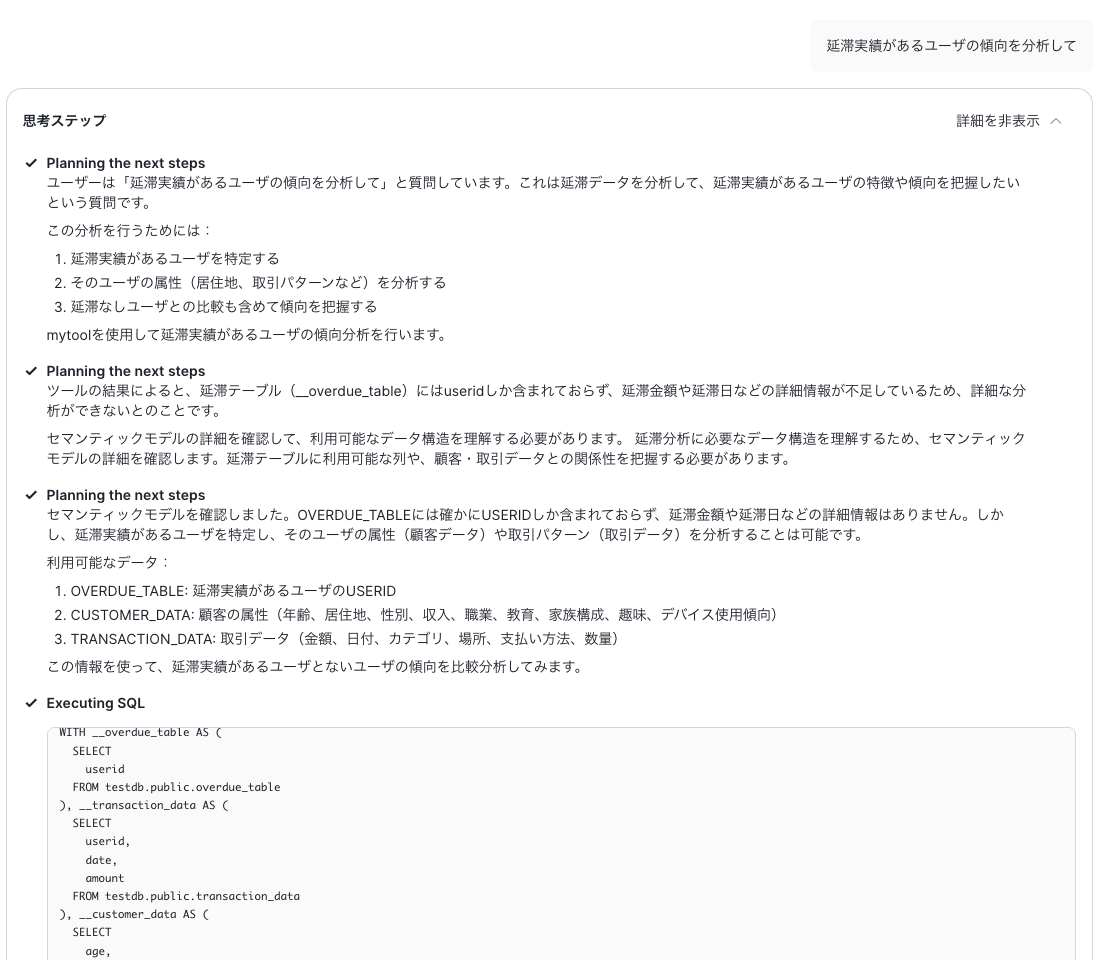 延滞実績があるユーザの傾向を分析して
思考ステップ
詳細を非表示
Planning the next steps
ユーザーは「延滞実績があるユーザの傾向を分析して」と質問しています。これは延滞データを分析して、延滞実績があるユーザの特徴や傾向を把握したい
という質問です。
この分析を行うためには：
1. 延滞実績があるユーザを特定する
2. そのユーザの属性（居住地、取引パターンなど）を分析する
3. 延滞なしユーザとの比較も含めて傾向を把握する
mytoolを使用して延滞実績があるユーザの傾向分析を行います。
Planning the next steps
ツールの結果によると、延滞テーブル（__overdue_table）にはuseridしか含まれておらず、延滞金額や延滞日などの詳細情報が不足しているため、詳細な分
析ができないとのことです。
セマンティックモデルの詳細を確認して、利用可能なデータ構造を理解する必要があります。 延滞分析に必要なデータ構造を理解するため、セマンティック
モデルの詳細を確認します。延滞テーブルに利用可能な列や、顧客・取引データとの関係性を把握する必要があります。
Planning the next steps
セマンティックモデルを確認しました。OVERDUE_TABLEには確かにUSERIDしか含まれておらず、延滞金額や延滞日などの詳細情報はありません。しか
し、延滞実績があるユーザを特定し、そのユーザの属性（顧客データ）や取引パターン（取引データ）を分析することは可能です。
利用可能なデータ：
1. OVERDUE_TABLE: 延滞実績があるユーザのUSERID
2. CUSTOMER_DATA: 顧客の属性（年齢、居住地、性別、収入、職業、教育、家族構成、趣味、デバイス使用傾向）
3. TRANSACTION_DATA: 取引データ（金額、日付、カテゴリ、場所、支払い方法、数量）
この情報を使って、延滞実績があるユーザとないユーザの傾向を比較分析してみます。
Executing SQL
WITH __overdue_table AS (
SELECT
userid
FROM testdb.public.overdue_table
), __transaction_data AS (
SELECT
userid,
date,
amount
FROM testdb.public.transaction_data
), __customer_data AS (
SELECT
age,